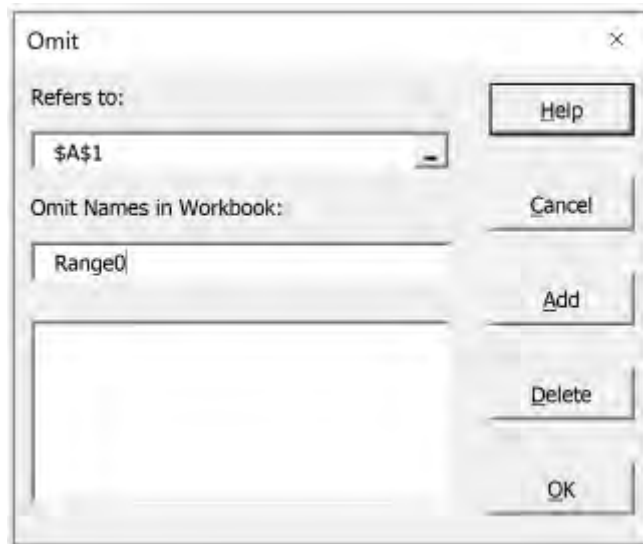 Omit
Refers to:
$A$1
Omit Names in Workbook:
Range0
Help
Cancel
Add
Delete
OK